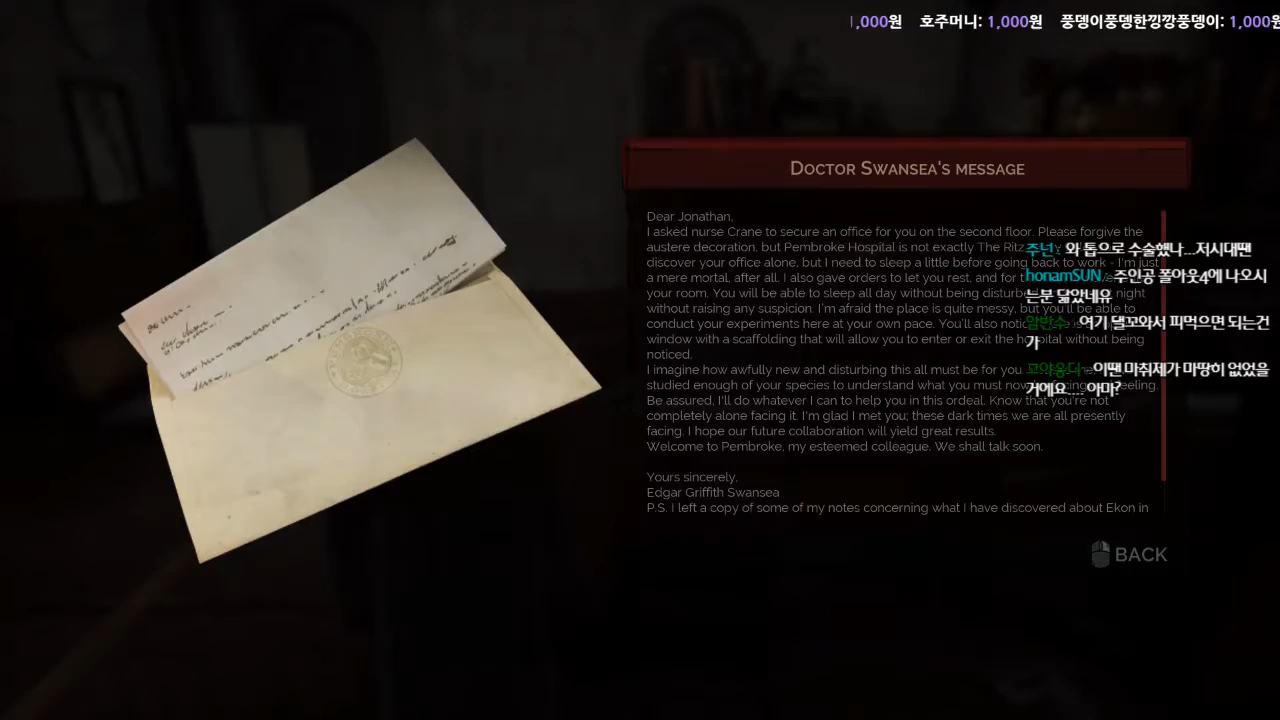 ,000원 호주머니: 1,000원 풍뎅이풍뎅한낑깡풍뎅이: 1,000원
Doctor Swansea's message
Dear Jonathan,
I asked nurse Crane to secure an office for you on the second floor. Please forgive the
austere decoration, but Pembroke Hospital is not exactly The Ritz
discover your office alone, but I need to sleep a little before going back to work - I'm just
a mere mortal, after all. I also gave orders to let you rest, and for
your room. You will be able to sleep all day without being night
without raising any suspicion. I'm afraid the place is quite messy, but you'll be able to
conduct your experiments here at your own pace. You'll also
window with a scaffolding that will allow you to enter or exit the hospital without being
noticed.
I imagine how awfully new and disturbing this all must be for you.
studied enough of your species to understand what you must now feeling.
Be assured, I'll do whatever I can to help you in this ordeal. Know that you're not
completely alone facing it. I'm glad I met you; these dark times we are all presently
facing. I hope our future collaboration will yield great results.
Welcome to Pembroke, my esteemed colleague. We shall talk soon.
Yours sincerely,
Edgar Griffith Swansea
P.S. I left a copy of some of my notes concerning what I have discovered about Ekon in
주넌: 와 톱으로 수술했나...저시대땐
honamSUN: 주인공 폴아웃4에 나오시
는분 닮았네유
여기 댈꼬와서 피먹으면 되는건
가
이땐 마취제가 마땅히 없었을
거에요.... 아마?
BACK